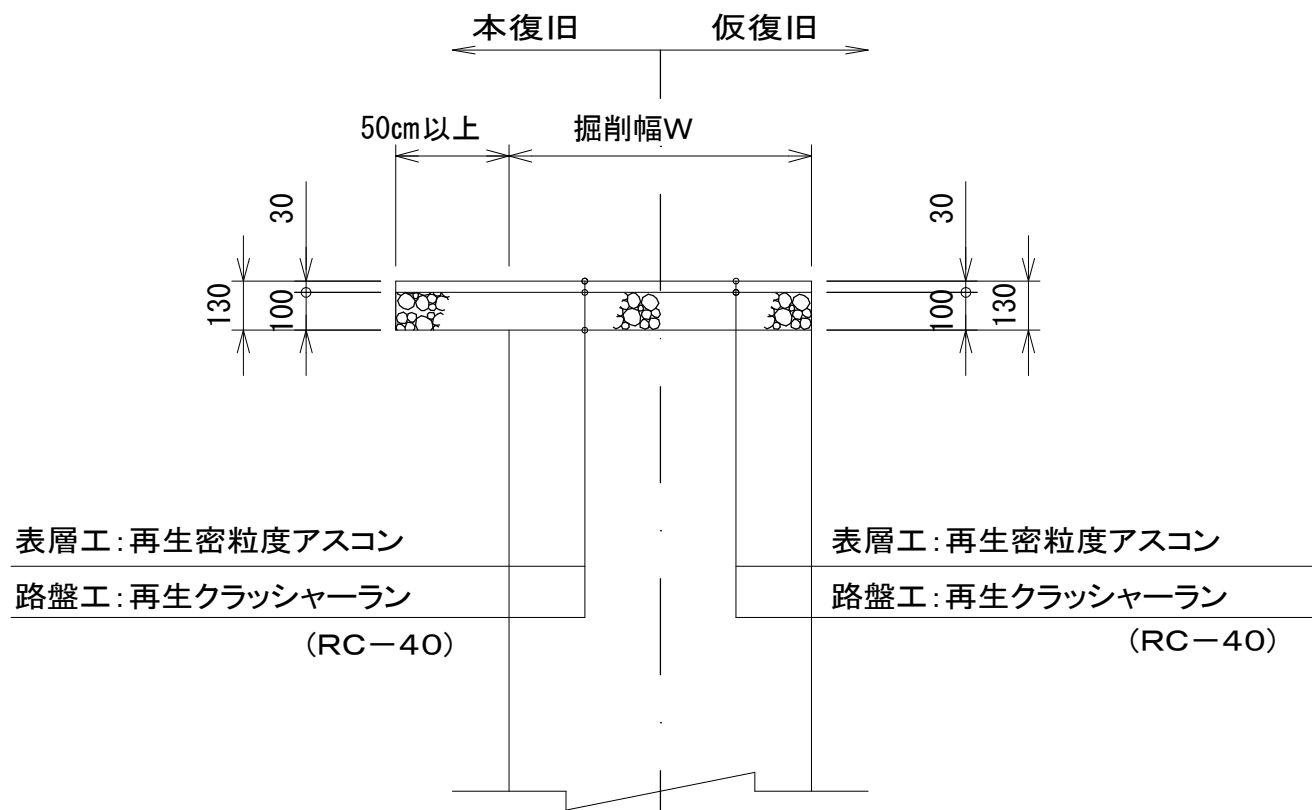 本復旧
仮復旧
50㎝以上
掘削幅W
30
130
100
30
100
130
表層工：再生密粒度アスコン
路盤工：再生クラッシャーラン
(RC－40)
表層工：再生密粒度アスコン
路盤工：再生クラッシャーラン
(RC－40)